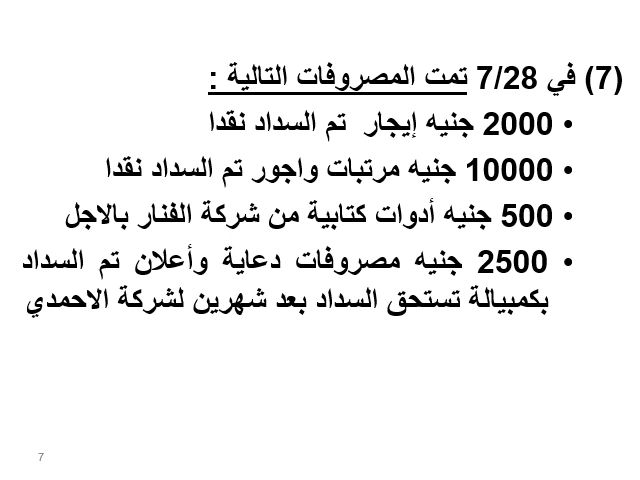 (7) في 7/28 تمت المصروفات التالية :
• 2000 جنيه إيجار تم السداد نقدا
• 10000 جنيه مرتبات واجور تم السداد نقدا
• 500 جنيه أدوات كتابية من شركة الفنار بالاجل
• 2500 جنيه مصروفات دعاية وأعلان تم السداد
بكمبيالة تستحق السداد بعد شهرين لشركة الاحمدي
7